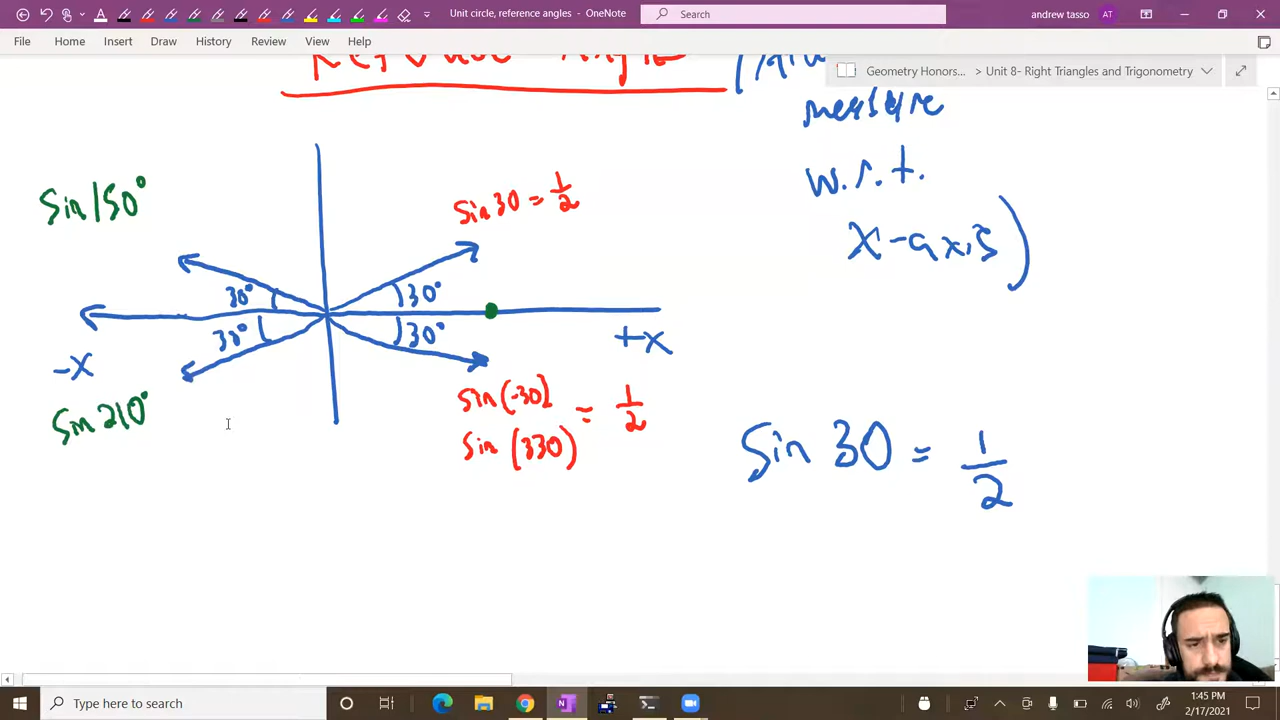 Unit circle, reference angles - OneNote
Search
andrew tasso
AT
File Home Insert Draw History Review View Help
Geometry Honors... > Unit 8- Right Triangles and Trigonometry
measure
w.r.t.
x-axis)
sin 150°
sin 30 = 1/2
30°
30°
30°
30°
-x
+x
sin 210°
sin(-30)
sin (330)
= 1/2
sin 30 = 1/2
Type here to search
1:45 PM
2/17/2021